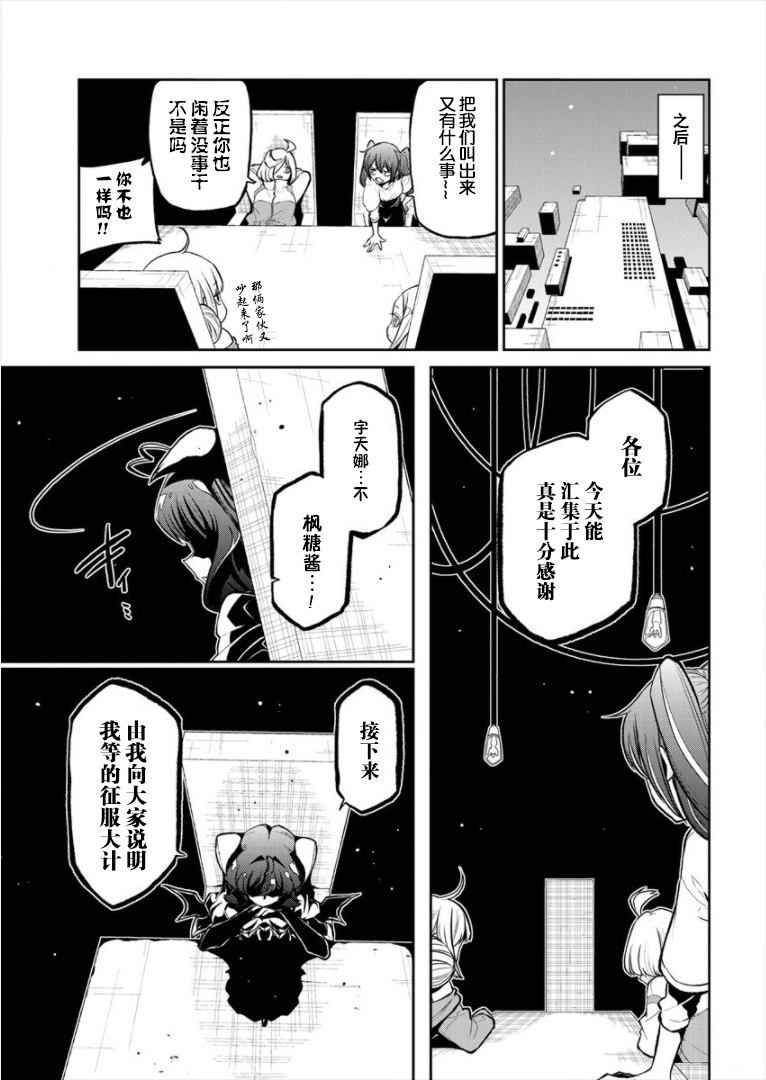 之后——
把我们叫出来
又有什么事~~
反正你也
闲着没事干
不是吗
你不也
一样吗!!
那俩家伙又
吵起来了啊
各位
今天能
汇集于此
真是十分感谢
宇天娜…不
枫糖酱…!
キィ…
接下来
由我向大家说明
我等的征服大计